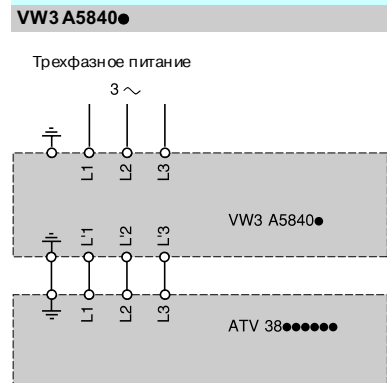 VW3 A5840●
Трехфазное питание
3 ~
L1 L2 L3
VW3 A5840●
L'1 L'2 L'3
L1 L2 L3
ATV 38●●●●●●